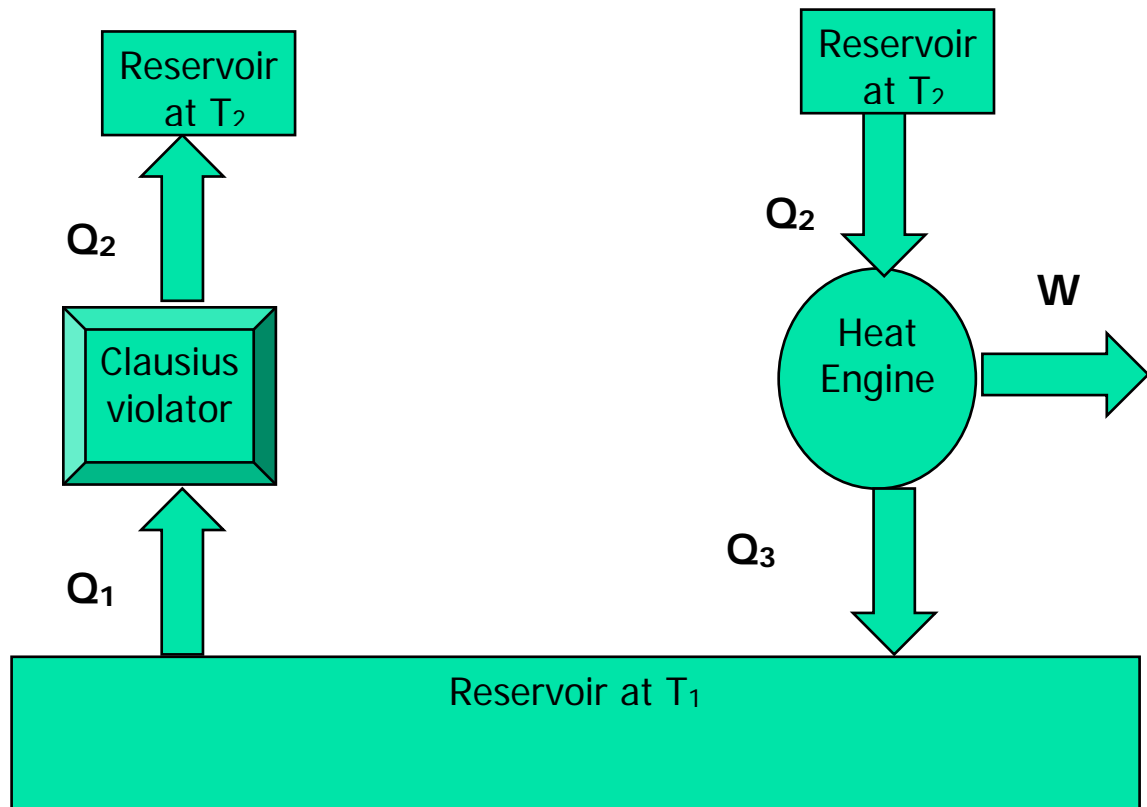 Reservoir
at T₂
Reservoir
at T₂
Q₂
Q₂
W
Clausius
violator
Heat
Engine
Q₁
Q₃
Reservoir at T₁